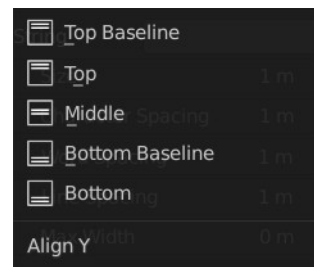 Top Baseline
Top
Middle
Bottom Baseline
Bottom
Align Y